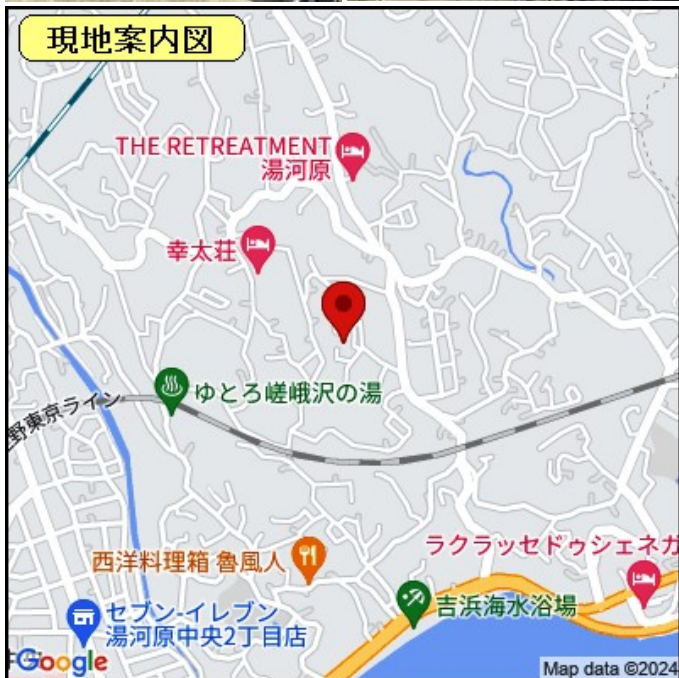 現地案内図
THE RETREATMENT
湯河原
幸太荘
ゆとろ嵯峨沢の湯
野東京ライン
西洋料理箱 魯風人
ラクラッセドゥシェネガ
吉浜海水浴場
セブン-イレブン
湯河原中央2丁目店
Google
Map data ©2024